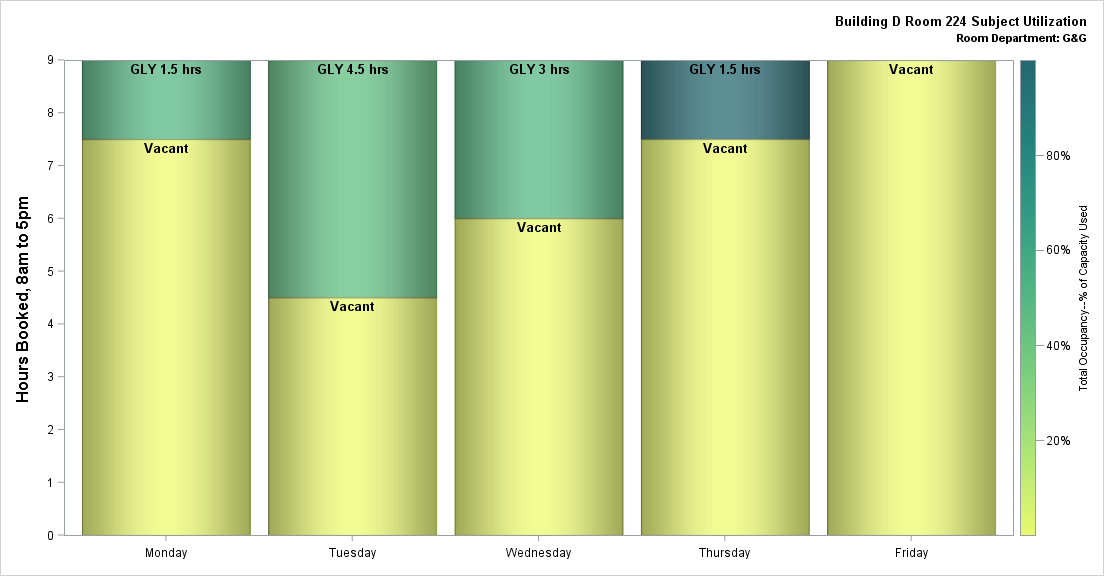 Building D Room 224 Subject Utilization
Room Department: G&G
Hours Booked, 8am to 5pm
9
8
7
6
5
4
3
2
1
0
GLY 1.5 hrs
Vacant
GLY 4.5 hrs
Vacant
GLY 3 hrs
Vacant
GLY 1.5 hrs
Vacant
Vacant
Monday
Tuesday
Wednesday
Thursday
Friday
80%
60%
40%
20%
Total Occupancy--% of Capacity Used